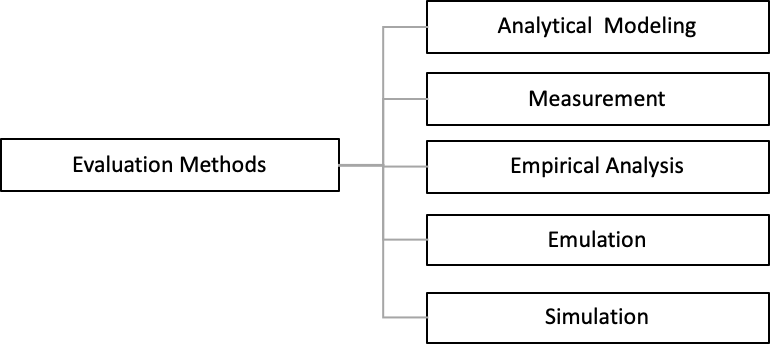 Analytical  Modeling
Measurement
Evaluation Methods
Empirical Analysis
Emulation
Simulation